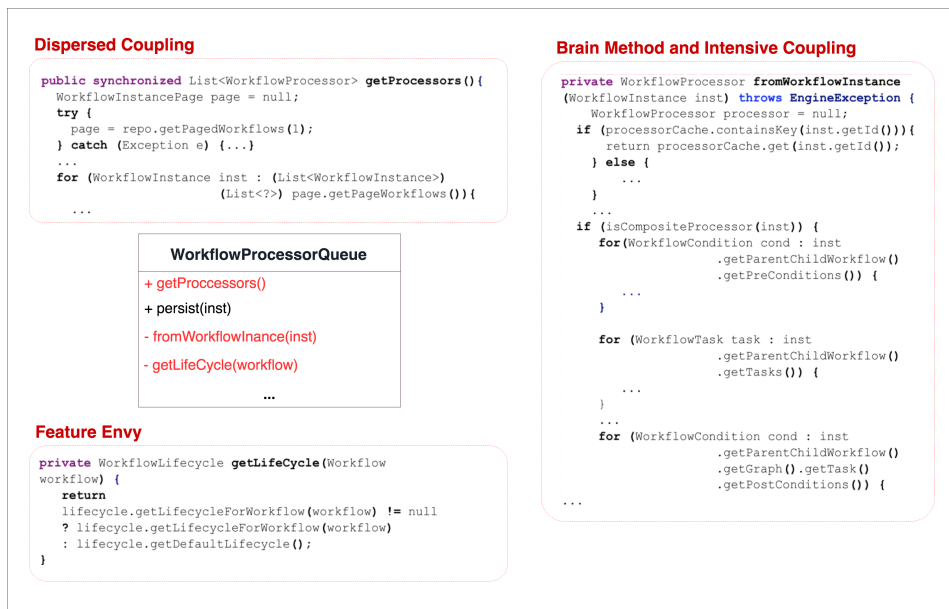 Dispersed Coupling
public synchronized List<WorkflowProcessor> getProcessors(){
WorkflowInstancePage page = null;
try {
page = repo.getPagedWorkflows(1);
} catch (Exception e) {...}
...
for (WorkflowInstance inst : (List<WorkflowInstance>)
(List<?>) page.getPageWorkflows()){
...
WorkflowProcessorQueue
+ getProccessors()
+ persist(inst)
- fromWorkflowInance(inst)
- getLifeCycle(workflow)
...
Feature Envy
private WorkflowLifecycle getLifeCycle(Workflow
workflow) {
return
lifecycle.getLifecycleForWorkflow(workflow) != null
? lifecycle.getLifecycleForWorkflow(workflow)
: lifecycle.getDefaultLifecycle();
}
Brain Method and Intensive Coupling
private WorkflowProcessor fromWorkflowInstance
(WorkflowInstance inst) throws EngineException {
WorkflowProcessor processor = null;
if (processorCache.containsKey(inst.getId())){
return processorCache.get(inst.getId());
} else {
...
}
...
if (isCompositeProcessor(inst)) {
for(WorkflowCondition cond : inst
.getParentChildWorkflow()
.getPreConditions()) {
...
}
for (WorkflowTask task : inst
.getParentChildWorkflow()
.getTasks()) {
...
}
...
for (WorkflowCondition cond : inst
.getParentChildWorkflow()
.getGraph().getTask()
.getPostConditions()) {
...